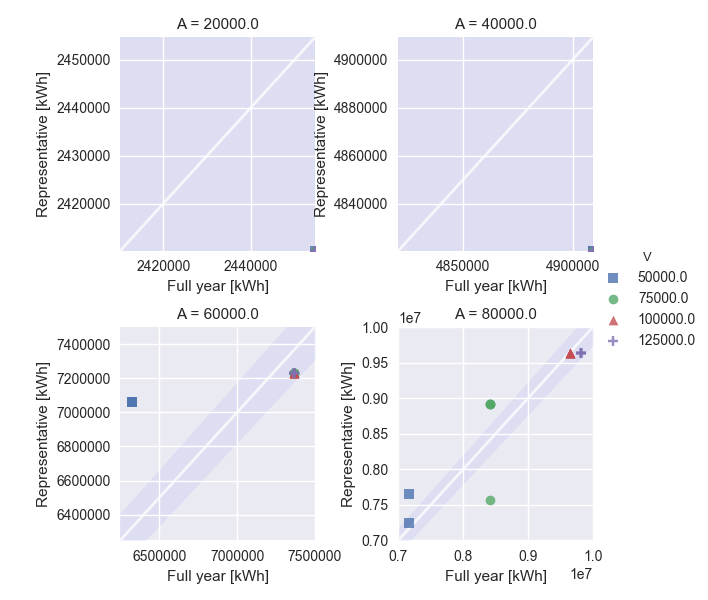 A = 20000.0
A = 40000.0
2450000
2440000
2430000
2420000
Representative [kWh]
2420000
2440000
Full year [kWh]
4900000
4880000
4860000
4840000
Representative [kWh]
4850000
4900000
Full year [kWh]
V
50000.0
75000.0
100000.0
125000.0
A = 60000.0
7400000
7200000
7000000
6800000
6600000
6400000
Representative [kWh]
6500000
7000000
7500000
Full year [kWh]
1e7
A = 80000.0
1.00
0.95
0.90
0.85
0.80
0.75
0.70
Representative [kWh]
0.7
0.8
0.9
1.0
Full year [kWh]
1e7